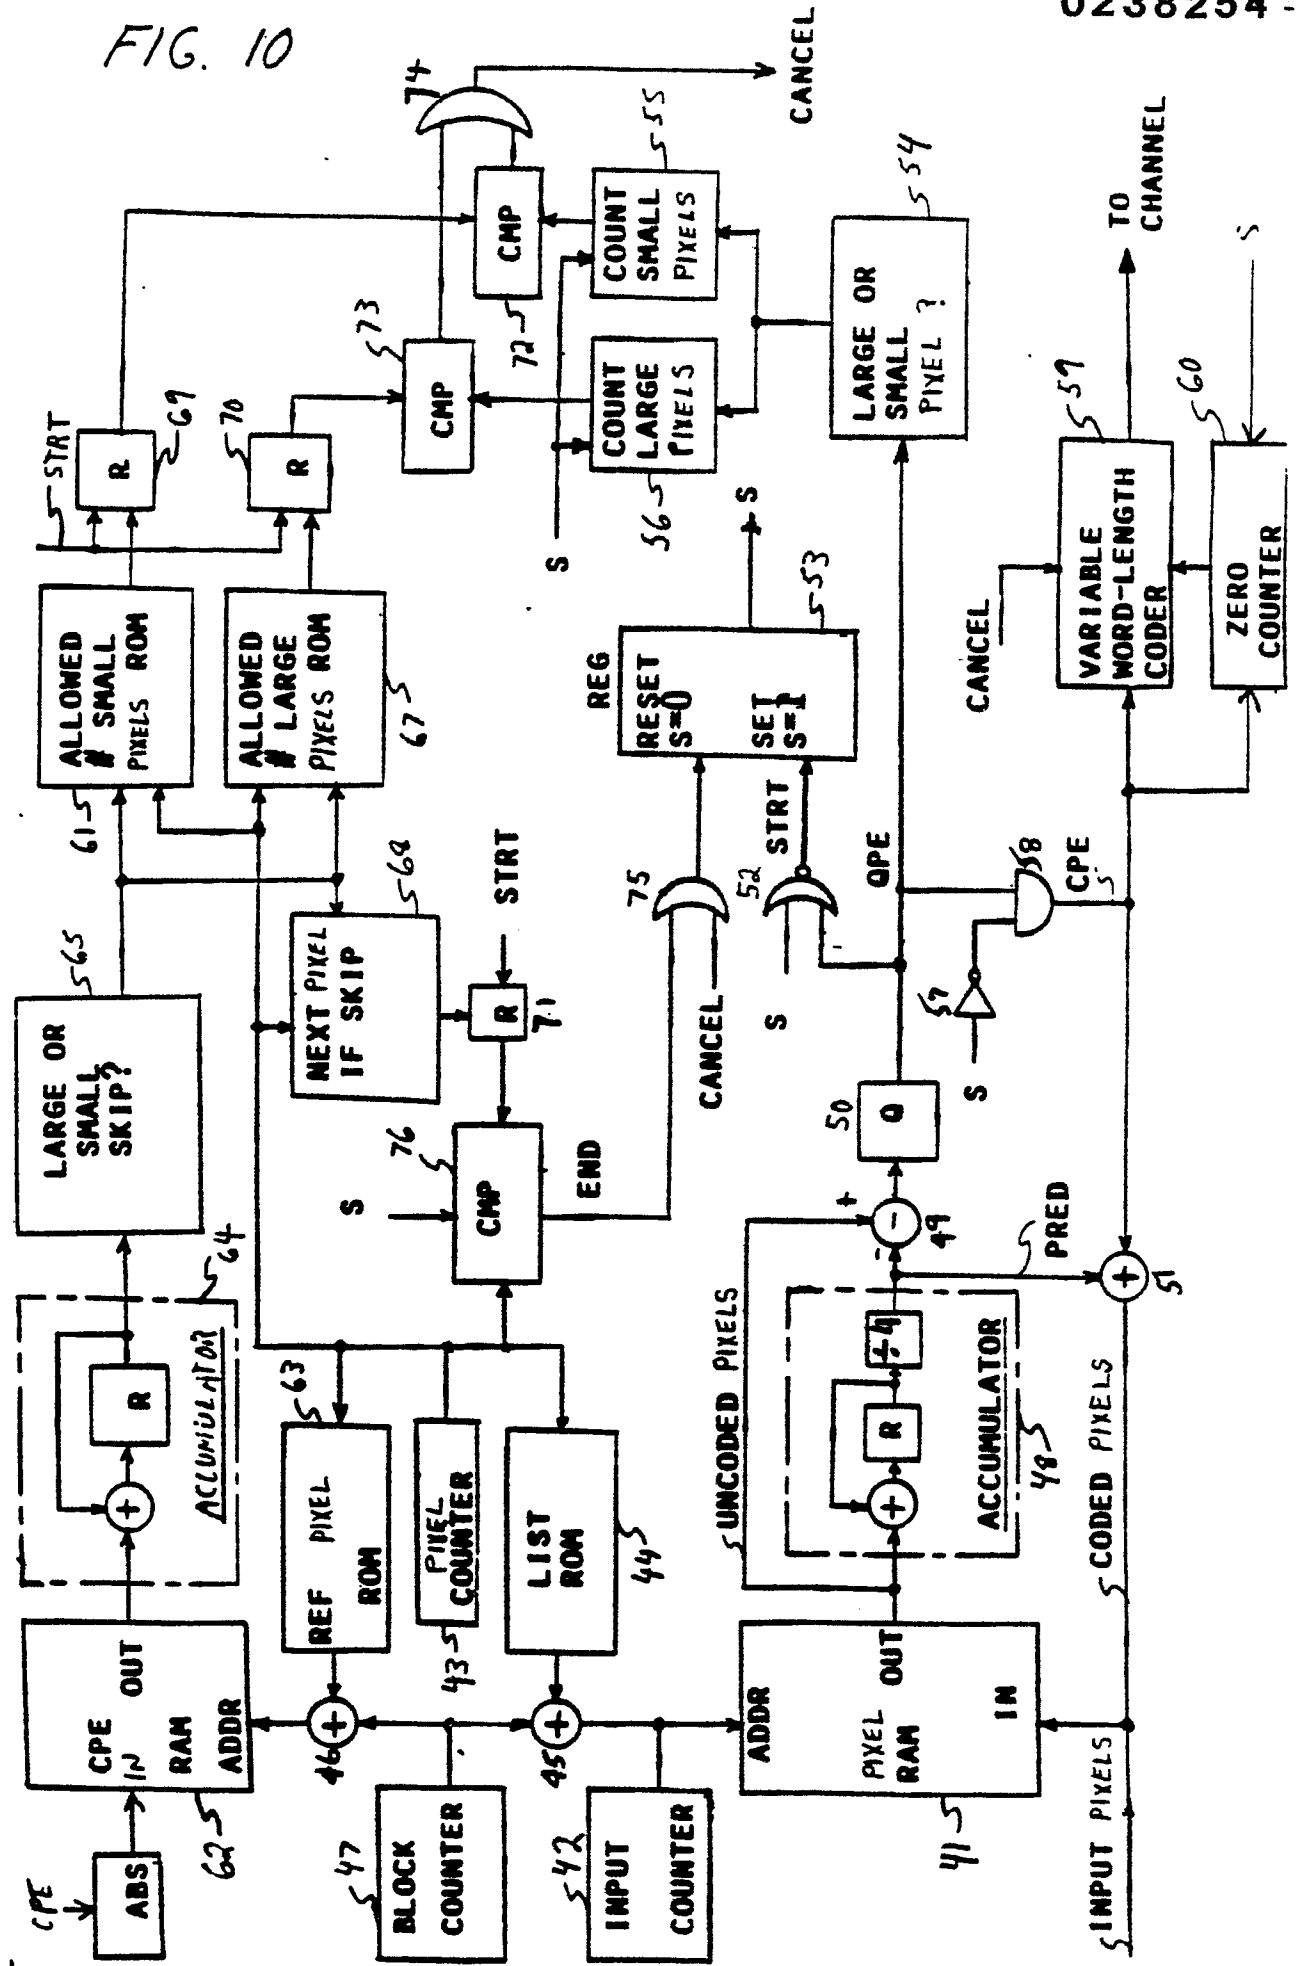 FIG. 10
0238254
CPE
ABS
62
CPE
IN
OUT
RAM
ADDR
ACCUMULATOR
64
+
R
LARGE OR
SMALL
SKIP?
65
61
ALLOWED
# SMALL
PIXELS ROM
STRT
R
69
ALLOWED
# LARGE
PIXELS ROM
67
70
R
NEXT PIXEL
IF SKIP
68
STRT
R
71
S
76
CMP
END
63
REF PIXEL
ROM
43
PIXEL
COUNTER
LIST
ROM
44
46
+
45
+
47
BLOCK
COUNTER
42
INPUT
COUNTER
73
CMP
72
CMP
74
CANCEL
S
56
COUNT
LARGE
PIXELS
COUNT
SMALL
PIXELS
55
LARGE OR
SMALL
PIXEL ?
54
REG
RESET
S=0
SET
S=1
53
S
75
CANCEL
52
STRT
S
QPE
41
ADDR
PIXEL
RAM
OUT
IN
UNCODED PIXELS
+
R
÷4
ACCUMULATOR
48
+
-
-
49
50
Q
PRED
+
51
S
57
58
CPE
CANCEL
VARIABLE
WORD-LENGTH
CODER
59
TO
CHANNEL
ZERO
COUNTER
60
S
INPUT PIXELS
CODED PIXELS